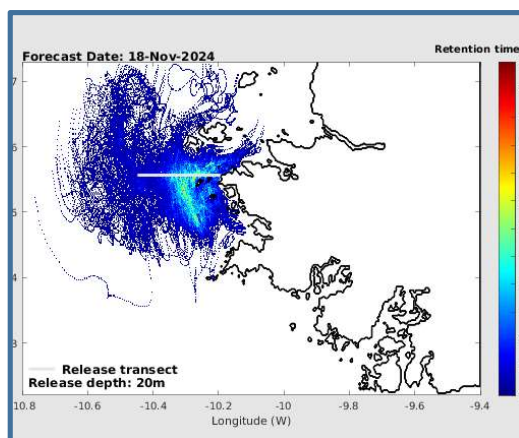 Retention time
Forecast Date: 18-Nov-2024
7
6
5
4
3
Release transect
Release depth: 20m
10.8 -10.6 -10.4 -10.2 -10 -9.8 -9.6 -9.4
Longitude (W)